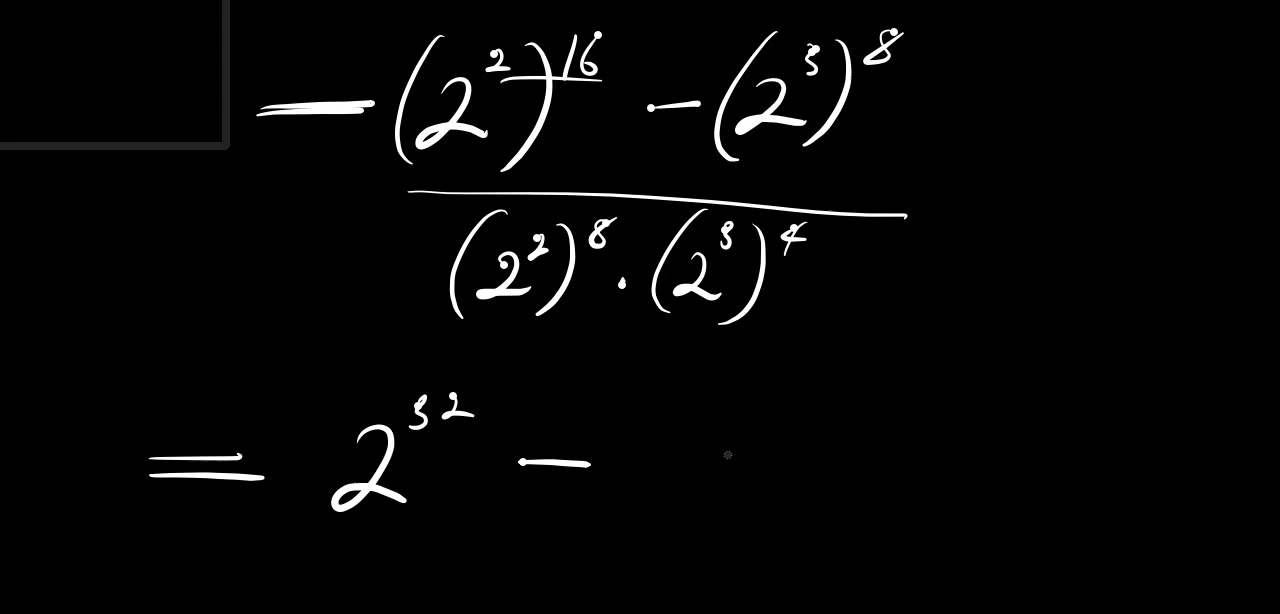 = (2²)¹⁶ - (2³)⁸
(2²)⁸ · (2³)⁴
= 2³² -